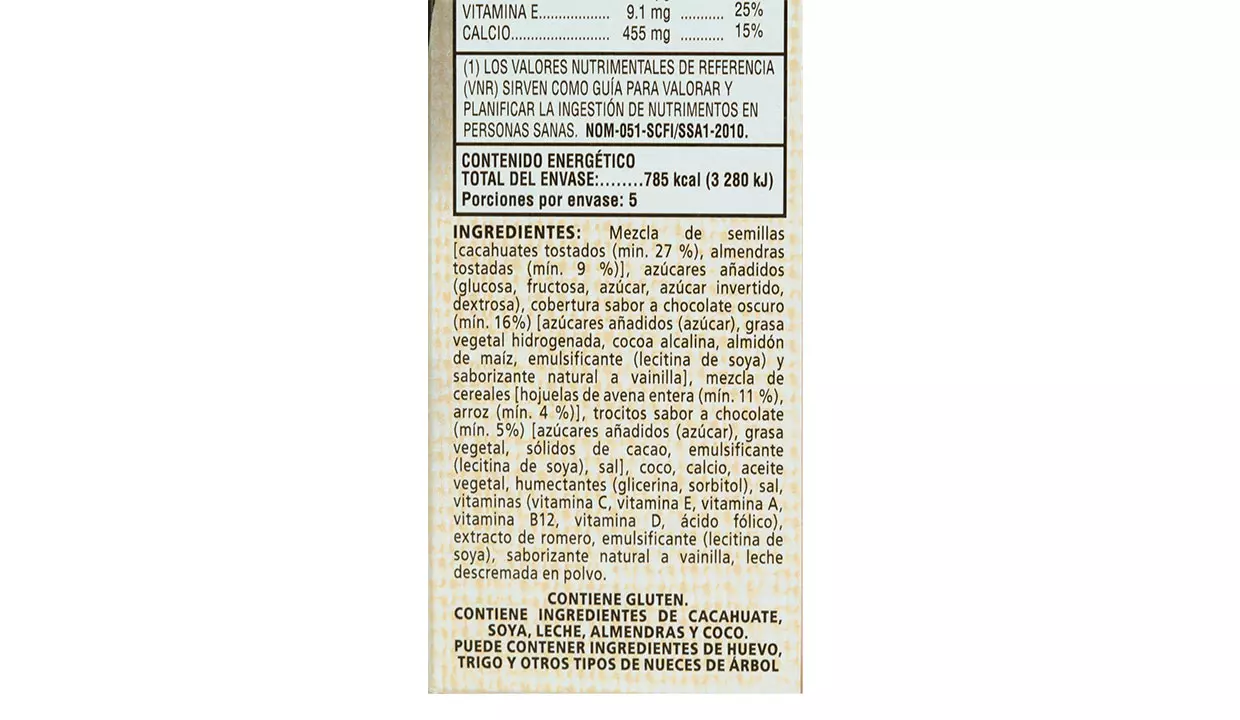 VITAMINA E.................. 9.1 mg ........... 25%
CALCIO......................... 455 mg ........... 15%
(1) LOS VALORES NUTRIMENTALES DE REFERENCIA
(VNR) SIRVEN COMO GUÍA PARA VALORAR Y
PLANIFICAR LA INGESTIÓN DE NUTRIMENTOS EN
PERSONAS SANAS. NOM-051-SCFI/SSA1-2010.
CONTENIDO ENERGÉTICO
TOTAL DEL ENVASE:........785 kcal (3 280 kJ)
Porciones por envase: 5
INGREDIENTES: Mezcla de semillas
[cacahuates tostados (min. 27 %), almendras
tostadas (mín. 9 %)], azúcares añadidos
(glucosa, fructosa, azúcar, azúcar invertido,
dextrosa), cobertura sabor a chocolate oscuro
(mín. 16%) [azúcares añadidos (azúcar), grasa
vegetal hidrogenada, cocoa alcalina, almidón
de maíz, emulsificante (lecitina de soya) y
saborizante natural a vainilla], mezcla de
cereales [hojuelas de avena entera (mín. 11 %),
arroz (mín. 4 %)], trocitos sabor a chocolate
(mín. 5%) [azúcares añadidos (azúcar), grasa
vegetal, sólidos de cacao, emulsificante
(lecitina de soya), sal], coco, calcio, aceite
vegetal, humectantes (glicerina, sorbitol), sal,
vitaminas (vitamina C, vitamina E, vitamina A,
vitamina B12, vitamina D, ácido fólico),
extracto de romero, emulsificante (lecitina de
soya), saborizante natural a vainilla, leche
descremada en polvo.
CONTIENE GLUTEN.
CONTIENE INGREDIENTES DE CACAHUATE,
SOYA, LECHE, ALMENDRAS Y COCO.
PUEDE CONTENER INGREDIENTES DE HUEVO,
TRIGO Y OTROS TIPOS DE NUECES DE ÁRBOL